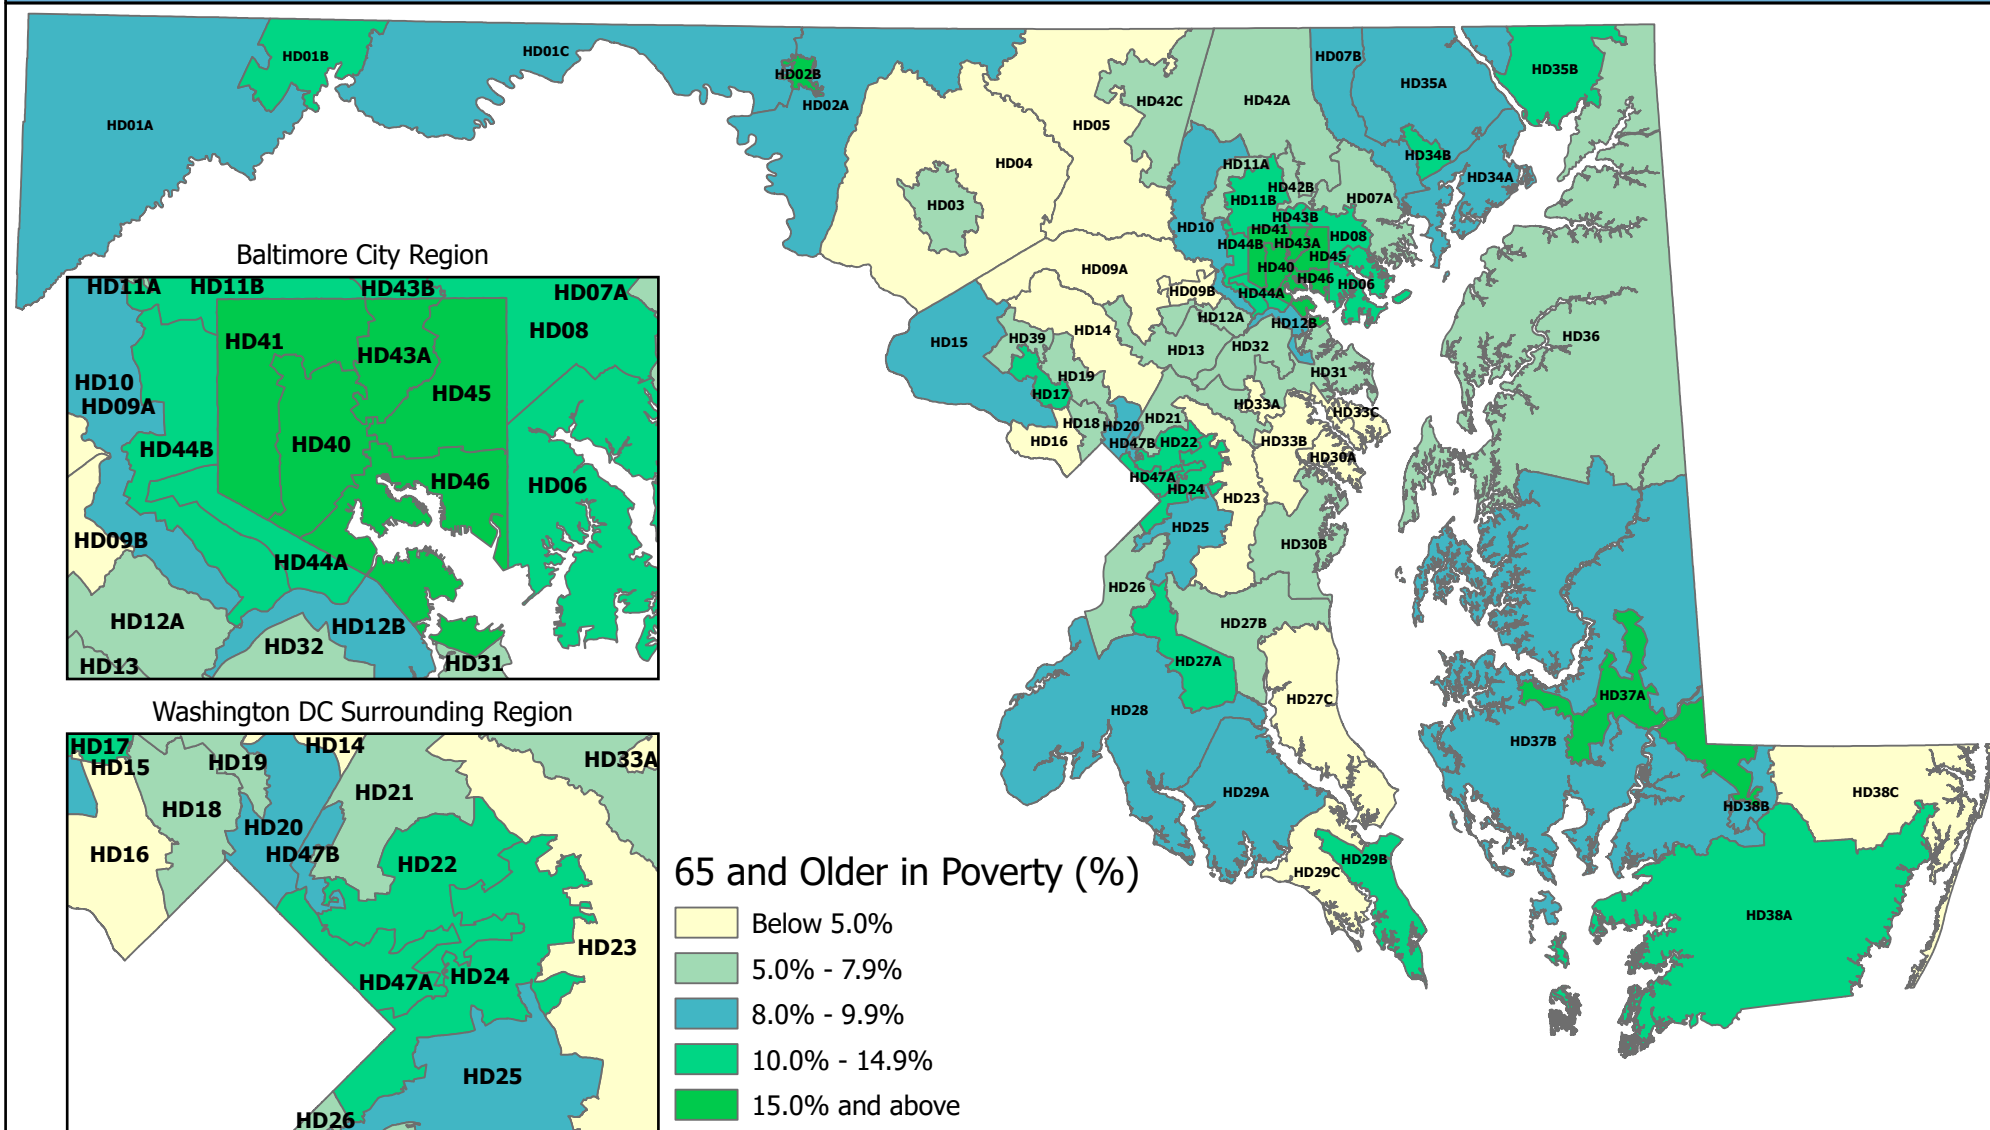 HD01A
HD01B
HD01C
HD02B
HD02A
HD03
HD04
HD05
HD42C
HD42A
HD07B
HD35A
HD35B
HD34B
HD34A
HD11A
HD42B
HD11B
HD07A
HD43B
HD10
HD41
HD44B
HD43A
HD08
HD45
HD40
HD46
HD06
HD44A
HD09A
HD09B
HD12A
HD12B
HD14
HD15
HD39
HD13
HD32
HD31
HD36
HD19
HD17
HD18
HD20
HD21
HD33A
HD33C
HD16
HD47B
HD22
HD33B
HD30A
HD47A
HD24
HD23
HD25
HD30B
HD26
HD27B
HD27A
HD27C
HD28
HD37A
HD37B
HD29A
HD38B
HD38C
HD29B
HD29C
HD38A
Baltimore City Region
HD11A
HD11B
HD43B
HD07A
HD41
HD43A
HD08
HD10
HD09A
HD45
HD44B
HD40
HD46
HD06
HD09B
HD44A
HD12A
HD12B
HD32
HD13
HD31
Washington DC Surrounding Region
HD17
HD15
HD19
HD14
HD33A
HD18
HD21
HD20
HD16
HD47B
HD22
HD23
HD47A
HD24
HD25
HD26
65 and Older in Poverty (%)
Below 5.0%
5.0% - 7.9%
8.0% - 9.9%
10.0% - 14.9%
15.0% and above